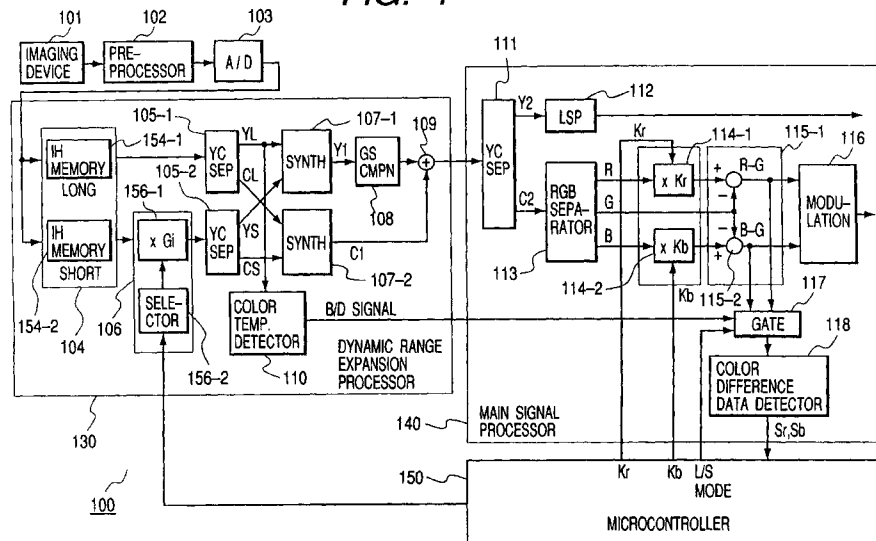 101
IMAGING
DEVICE
102
PRE-
PROCESSOR
103
A/D
105-1
105-2
154-1
1H
MEMORY
LONG
1H
MEMORY
SHORT
154-2
104
156-1
x Gi
106
SELE-
CTOR
156-2
YC
SEP
YC
SEP
YL
CL
YS
CS
107-1
SYNTH
Y1
GS
CMPN
108
109
SYNTH
C1
107-2
COLOR
TEMP.
DETECTOR
110
B/D SIGNAL
DYNAMIC RANGE
EXPANSION
PROCESSOR
130
100
111
YC SEP
Y2
C2
112
LSP
RGB
SEPA-
RATOR
113
R
G
B
Kr
114-1
x Kr
x Kb
114-2
Kb
115-1
+
R-G
−
−
B-G
+
115-2
116
MODULATION
117
GATE
118
COLOR
DIFFERENCE
DATA DETECTOR
Sr,Sb
MAIN SIGNAL
PROCESSOR
140
150
Kr
Kb
L/S
MODE
MICROCONTROLLER